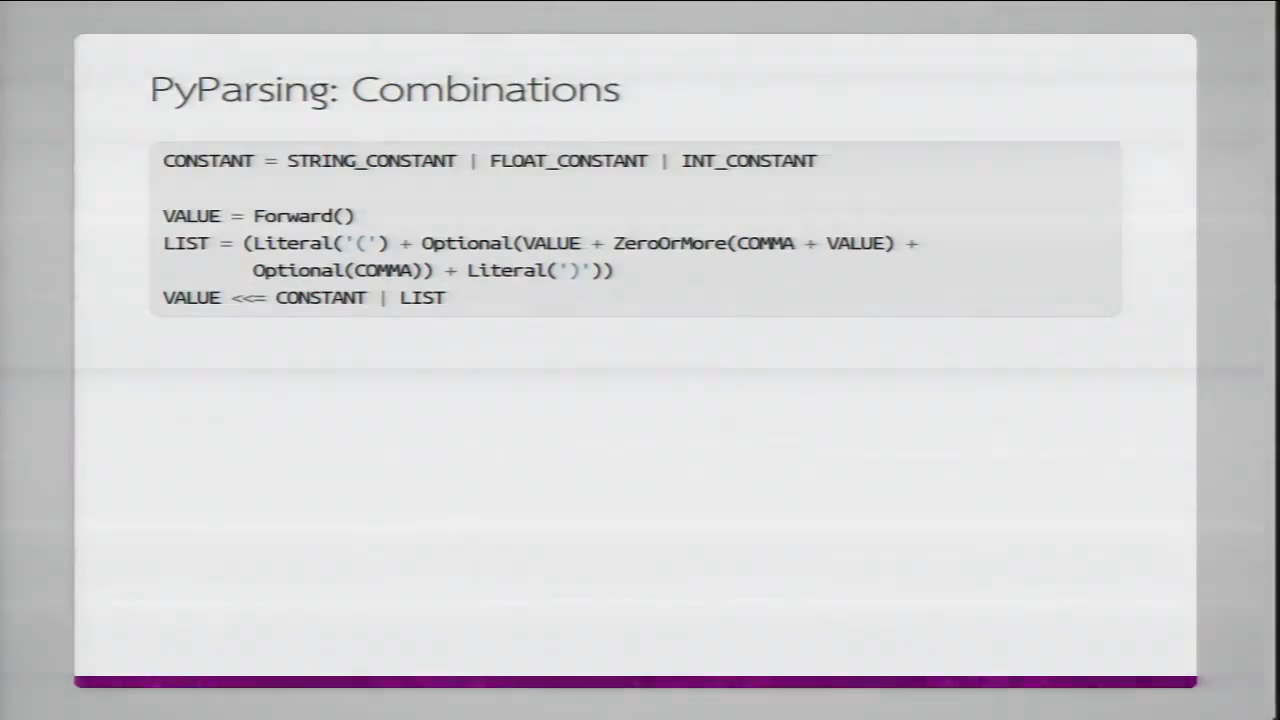 PyParsing: Combinations
CONSTANT = STRING_CONSTANT | FLOAT_CONSTANT | INT_CONSTANT
VALUE = Forward()
LIST = (Literal('(') + Optional(VALUE + ZeroOrMore(COMMA + VALUE) +
Optional(COMMA)) + Literal(')'))
VALUE <<= CONSTANT | LIST